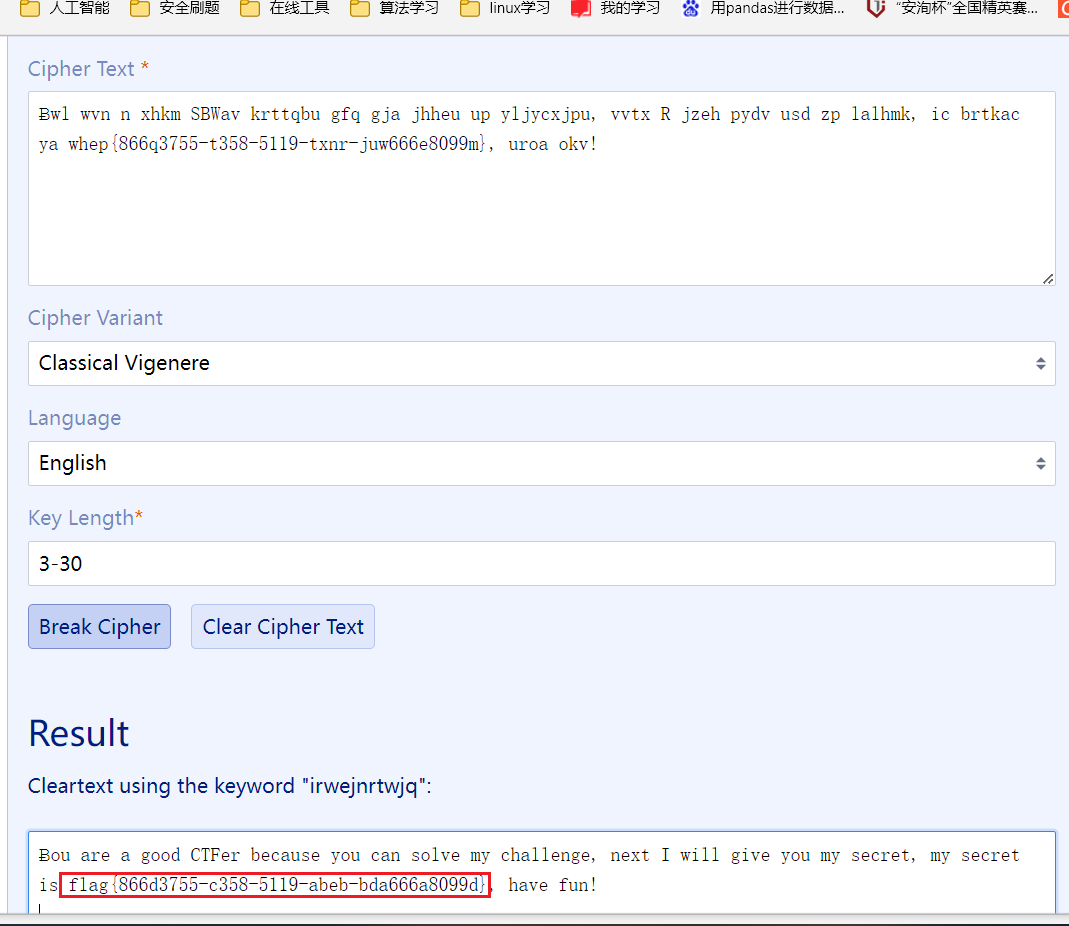 人工智能 安全刷题 在线工具 算法学习 linux学习 我的学习 用pandas进行数据... "安洵杯"全国精英赛...
Cipher Text *
Ƀwl wvn n xhkm SBWav krttqbu gfq gja jhheu up yljycxjpu, vvtx R jzeh pydv usd zp lalhmk, ic brtkac
ya whep{866q3755-t358-5119-txnr-juw666e8099m}, uroa okv!
Cipher Variant
Classical Vigenere
Language
English
Key Length*
3-30
Break Cipher Clear Cipher Text
Result
Cleartext using the keyword "irwejnrtwjq":
Ƀou are a good CTFer because you can solve my challenge, next I will give you my secret, my secret
is flag{866d3755-c358-5119-abeb-bda666a8099d}, have fun!